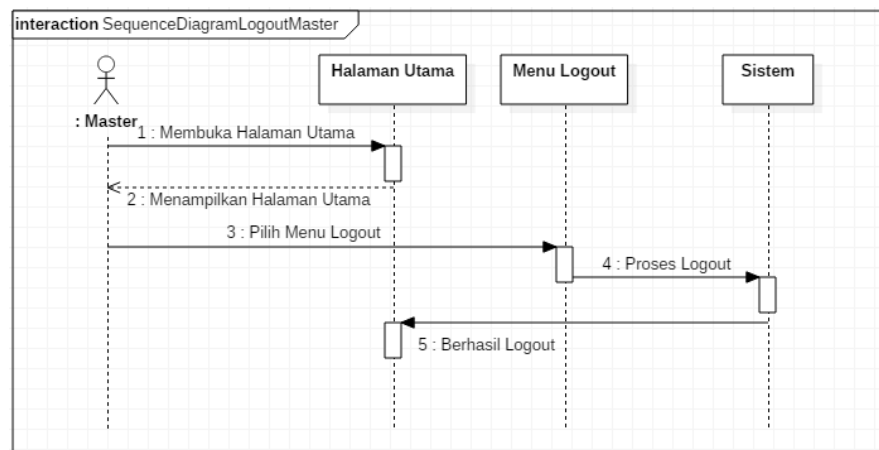 interaction SequenceDiagramLogoutMaster
Halaman Utama
Menu Logout
Sistem
: Master
1 : Membuka Halaman Utama
2 : Menampilkan Halaman Utama
3 : Pilih Menu Logout
4 : Proses Logout
5 : Berhasil Logout